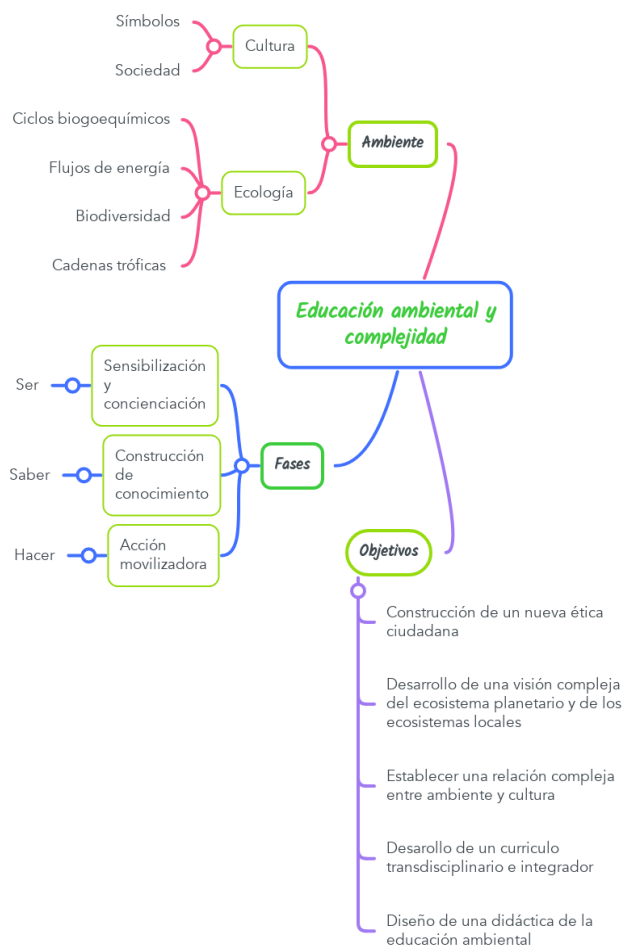 Símbolos
Cultura
Sociedad
Ambiente
Ciclos biogoequímicos
Flujos de energía
Ecología
Biodiversidad
Cadenas tróficas
Educación ambiental y
complejidad
Sensibilización
y
concienciación
Ser
Construcción
de
conocimiento
Saber
Fases
Acción
movilizadora
Hacer
Objetivos
Construcción de un nueva ética
ciudadana
Desarrollo de una visión compleja
del ecosistema planetario y de los
ecosistemas locales
Establecer una relación compleja
entre ambiente y cultura
Desarollo de un curriculo
transdisciplinario e integrador
Diseño de una didáctica de la
educación ambiental